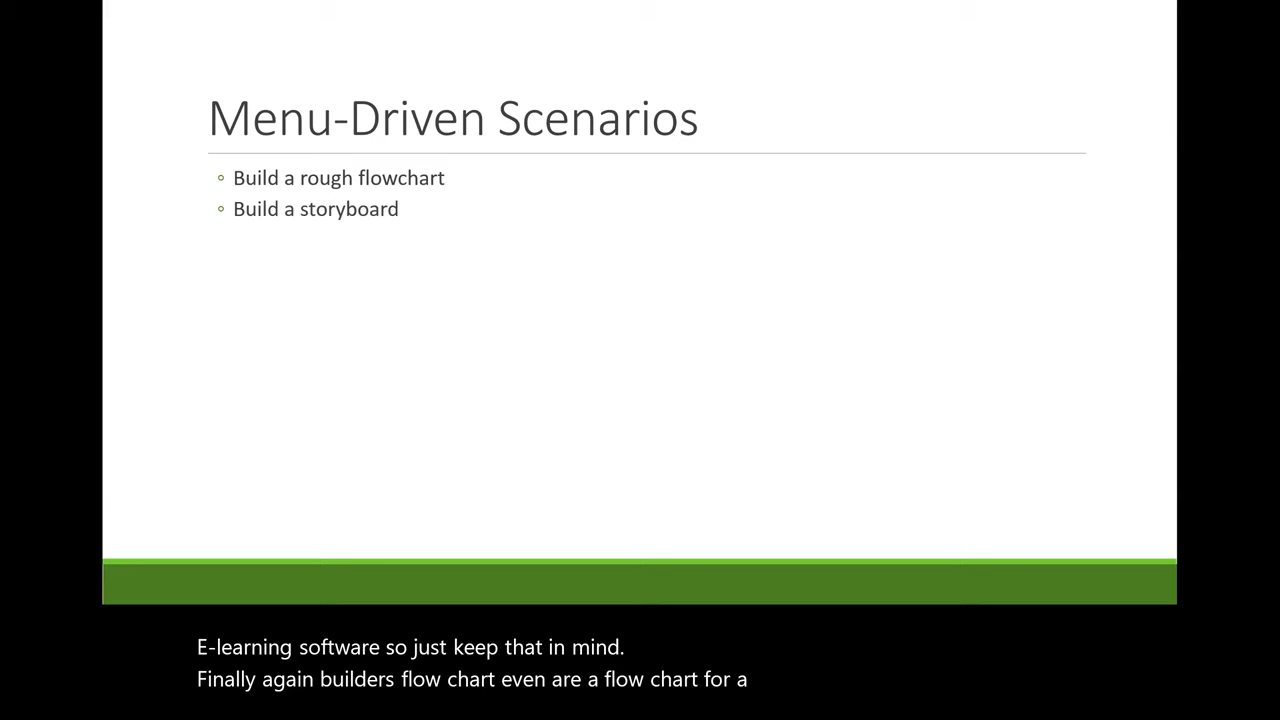 Menu-Driven Scenarios
◦ Build a rough flowchart
◦ Build a storyboard
E-learning software so just keep that in mind.
Finally again builders flow chart even are a flow chart for a